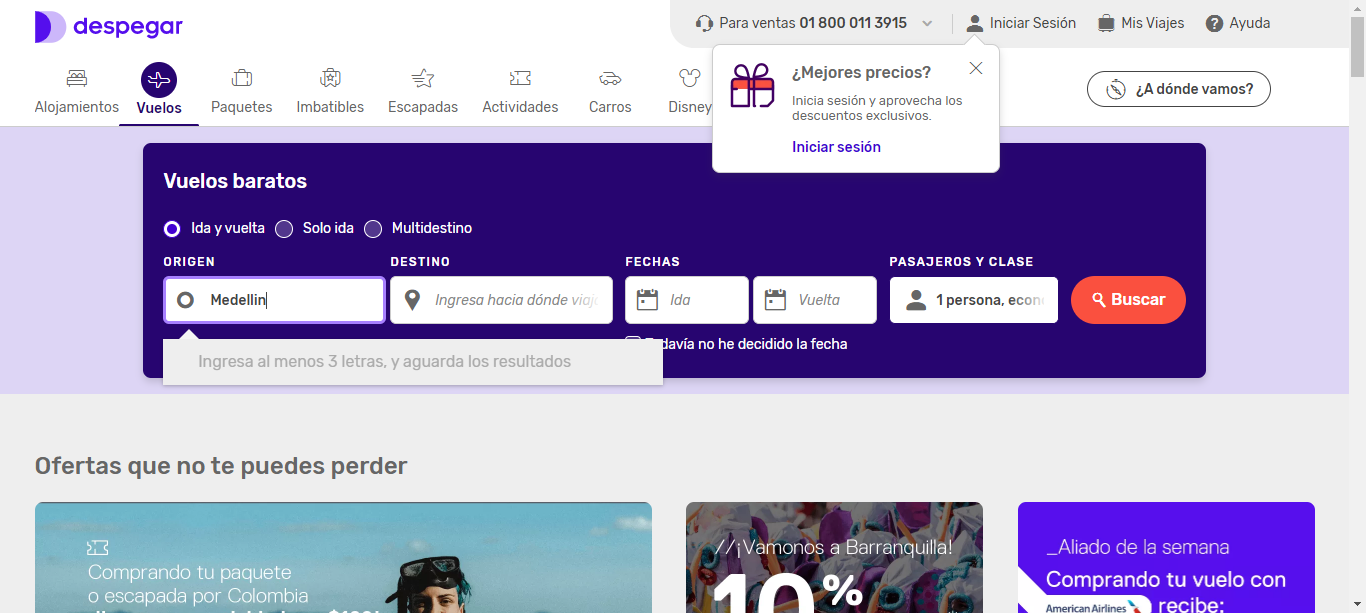 despegar
Para ventas 01 800 011 3915
Iniciar Sesión
Mis Viajes
Ayuda
Alojamientos
Vuelos
Paquetes
Imbatibles
Escapadas
Actividades
Carros
Disney
¿Mejores precios?
Inicia sesión y aprovecha los
descuentos exclusivos.
Iniciar sesión
¿A dónde vamos?
Vuelos baratos
Ida y vuelta
Solo ida
Multidestino
ORIGEN
DESTINO
FECHAS
PASAJEROS Y CLASE
Medellin
Ingresa hacia dónde viaj
Ida
Vuelta
1 persona, econ
Buscar
Ingresa al menos 3 letras, y aguarda los resultados
davía no he decidido la fecha
Ofertas que no te puedes perder
Comprando tu paquete
o escapada por Colombia
//¡Vamonos a Barranquilla!
10%
_Aliado de la semana
Comprando tu vuelo con
American Airlines
recibe: